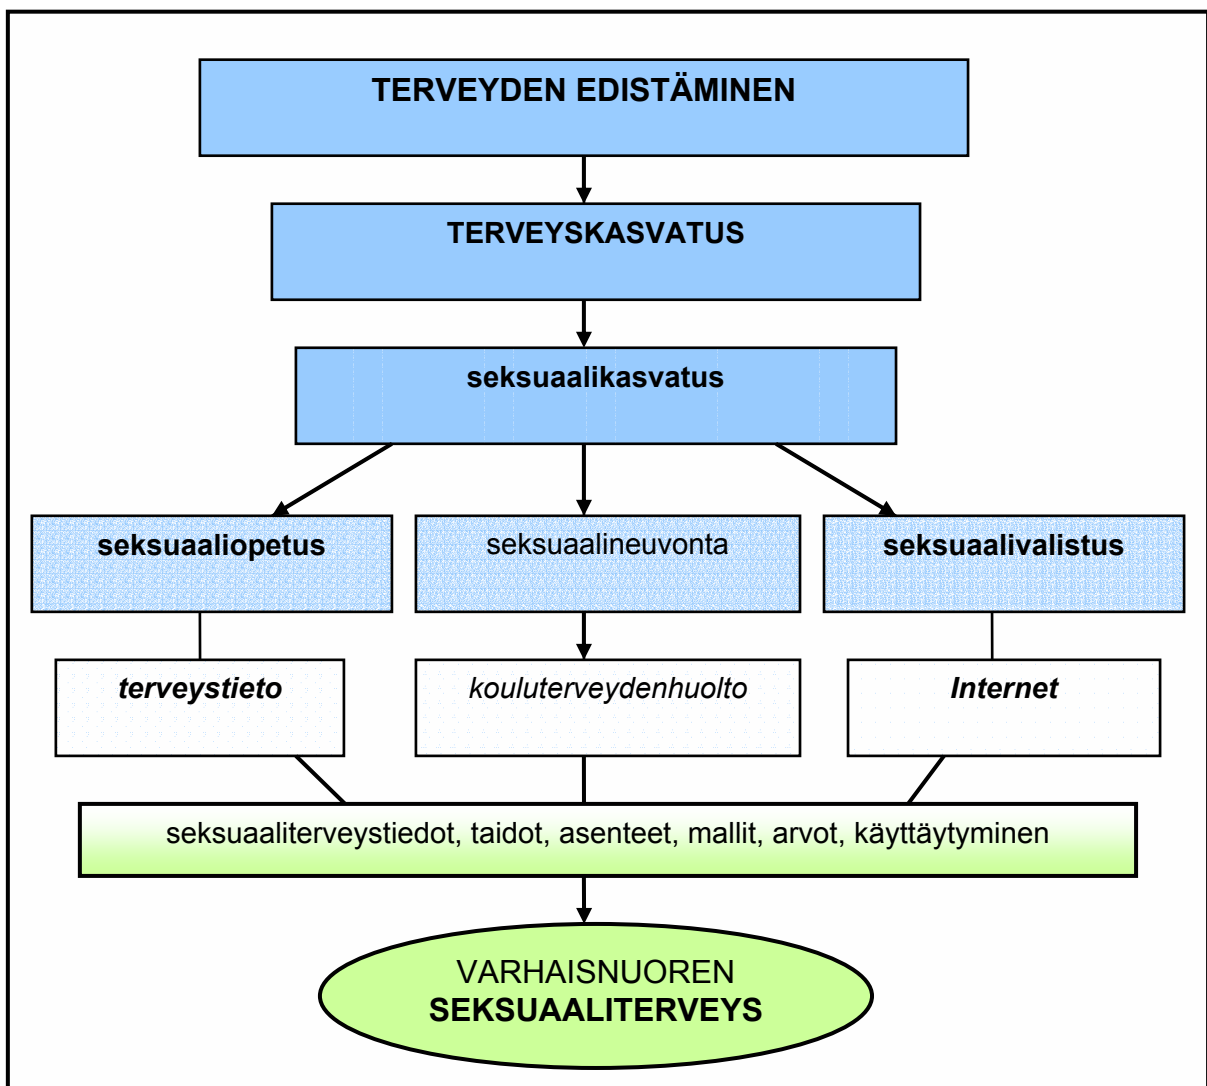 TERVEYDEN EDISTÄMINEN
TERVEYSKASVATUS
seksuaalikasvatus
seksuaaliopetus
seksuaalineuvonta
seksuaalivalistus
terveystieto
kouluterveydenhuolto
Internet
seksuaaliterveystiedot, taidot, asenteet, mallit, arvot, käyttäytyminen
VARHAISNUOREN
SEKSUAALITERVEYS